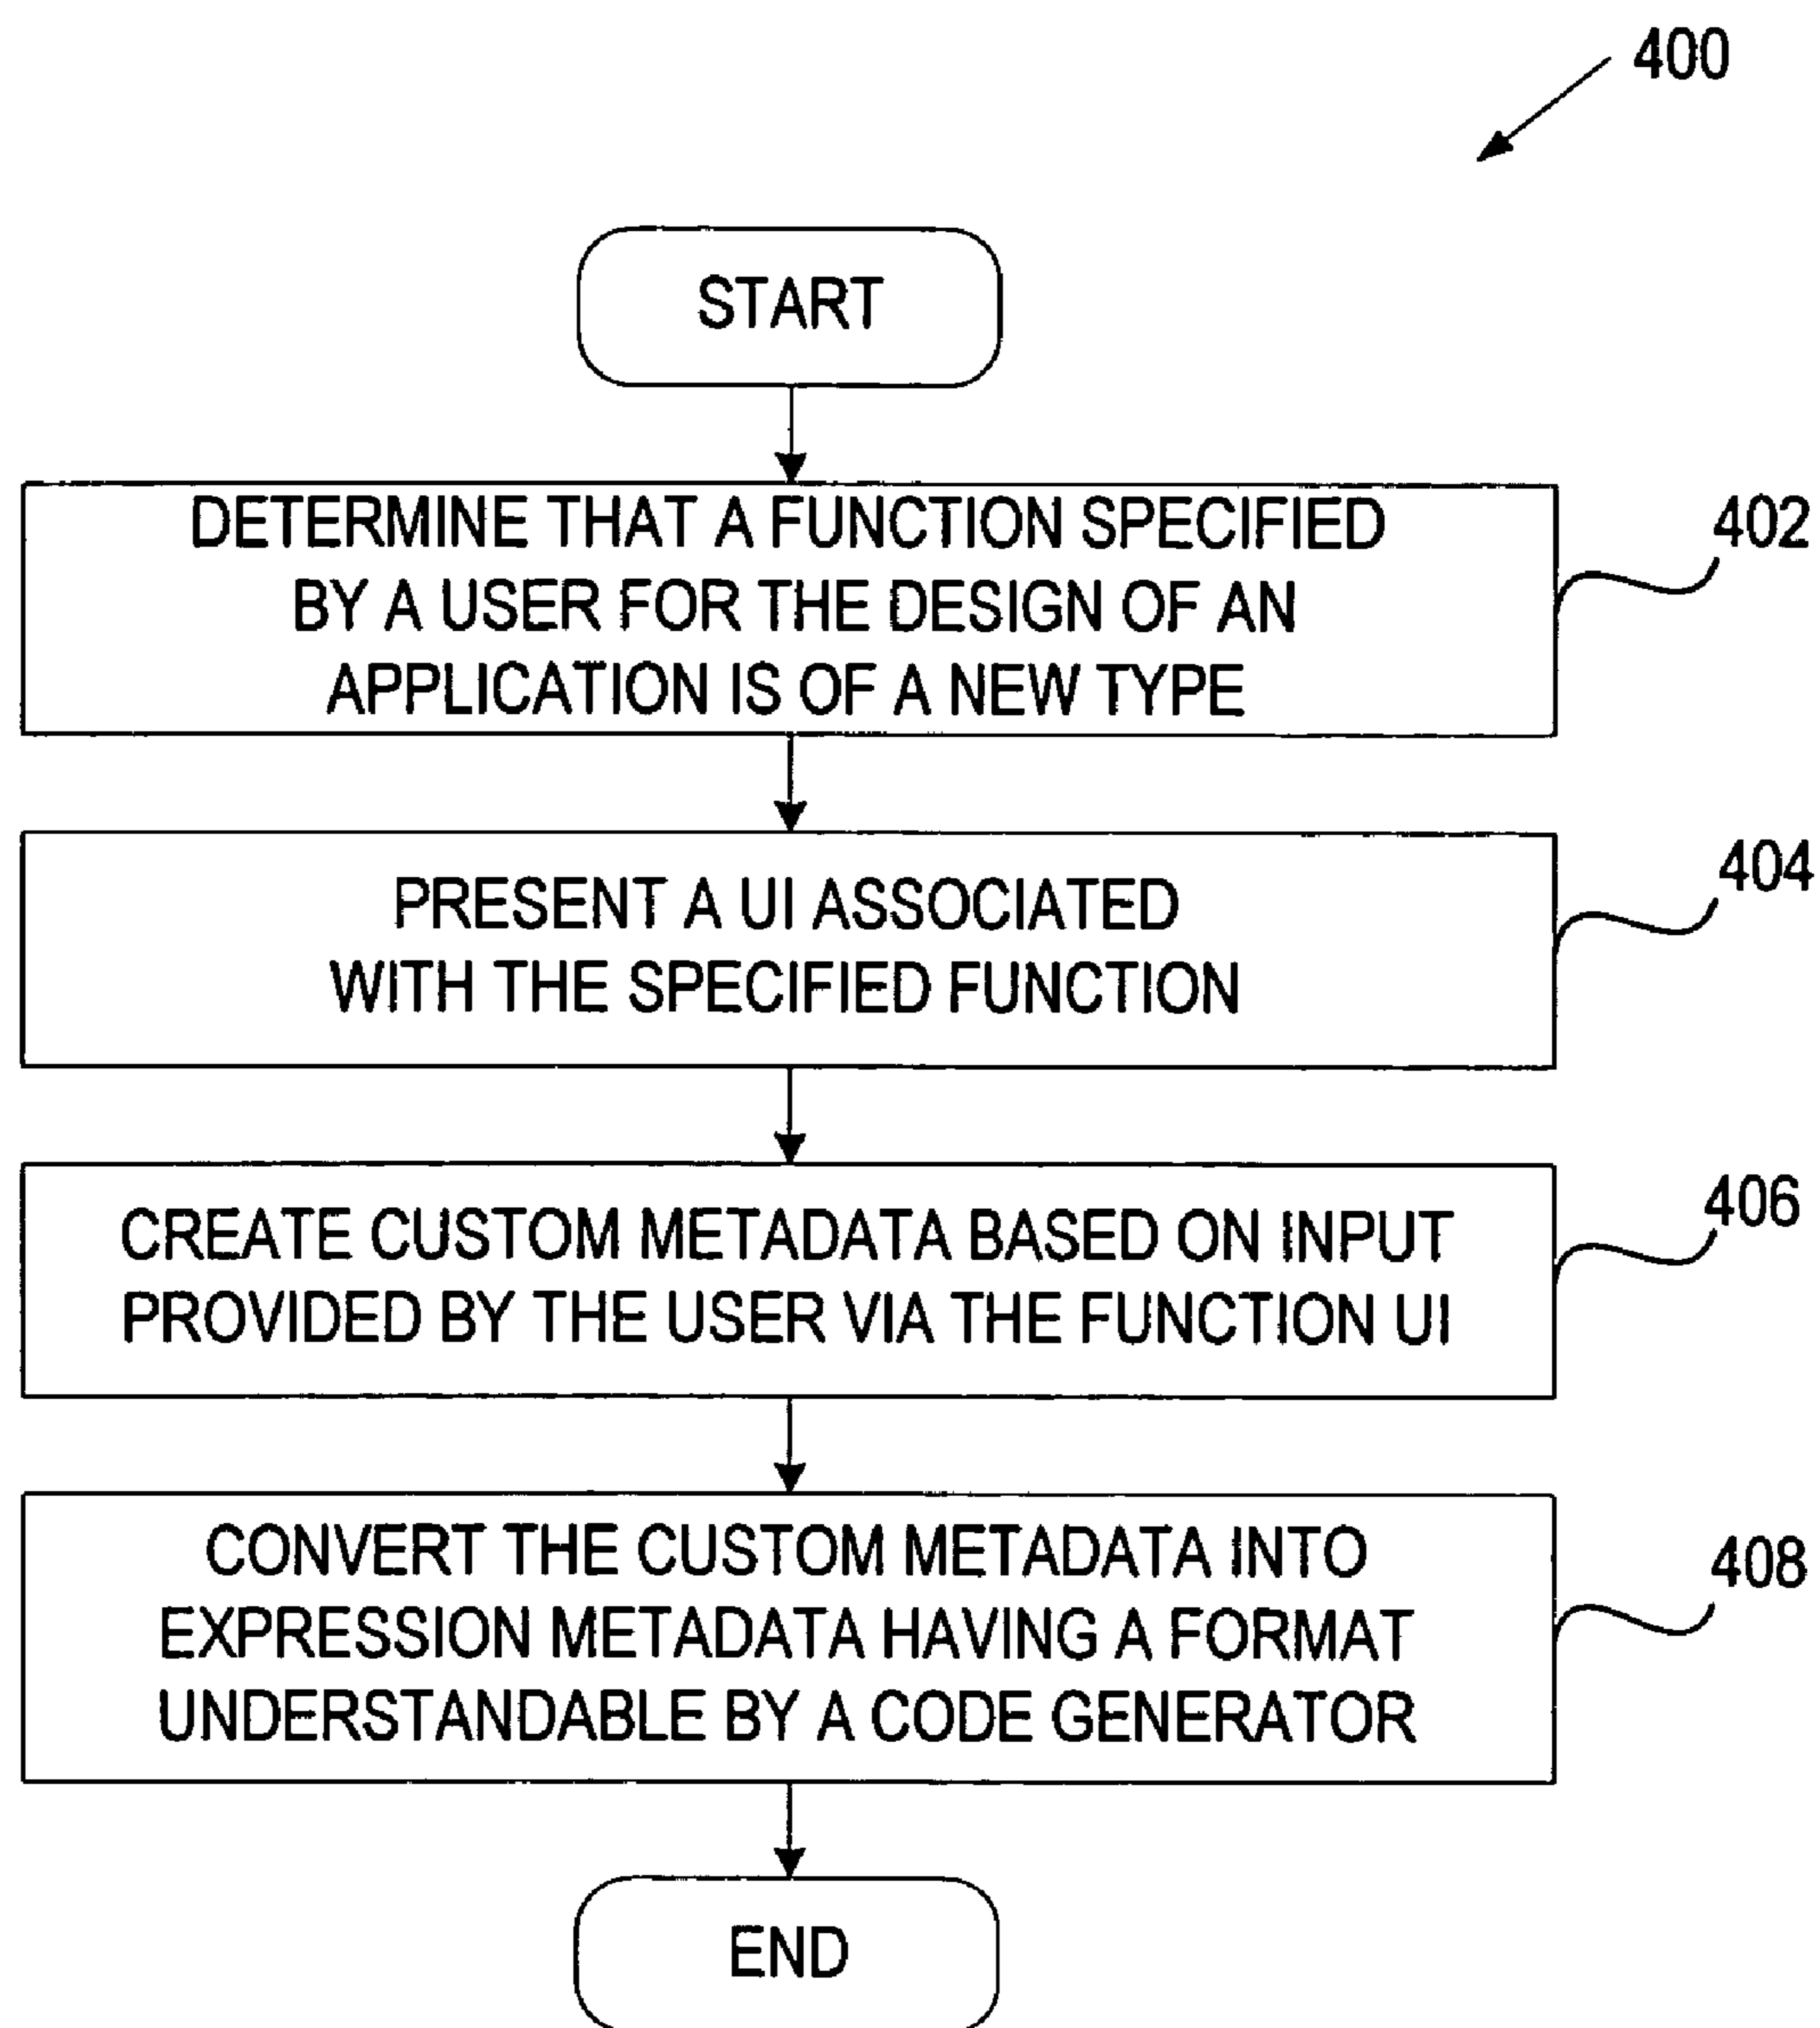 400
START
DETERMINE THAT A FUNCTION SPECIFIED
BY A USER FOR THE DESIGN OF AN
APPLICATION IS OF A NEW TYPE
402
PRESENT A UI ASSOCIATED
WITH THE SPECIFIED FUNCTION
404
CREATE CUSTOM METADATA BASED ON INPUT
PROVIDED BY THE USER VIA THE FUNCTION UI
406
CONVERT THE CUSTOM METADATA INTO
EXPRESSION METADATA HAVING A FORMAT
UNDERSTANDABLE BY A CODE GENERATOR
408
END